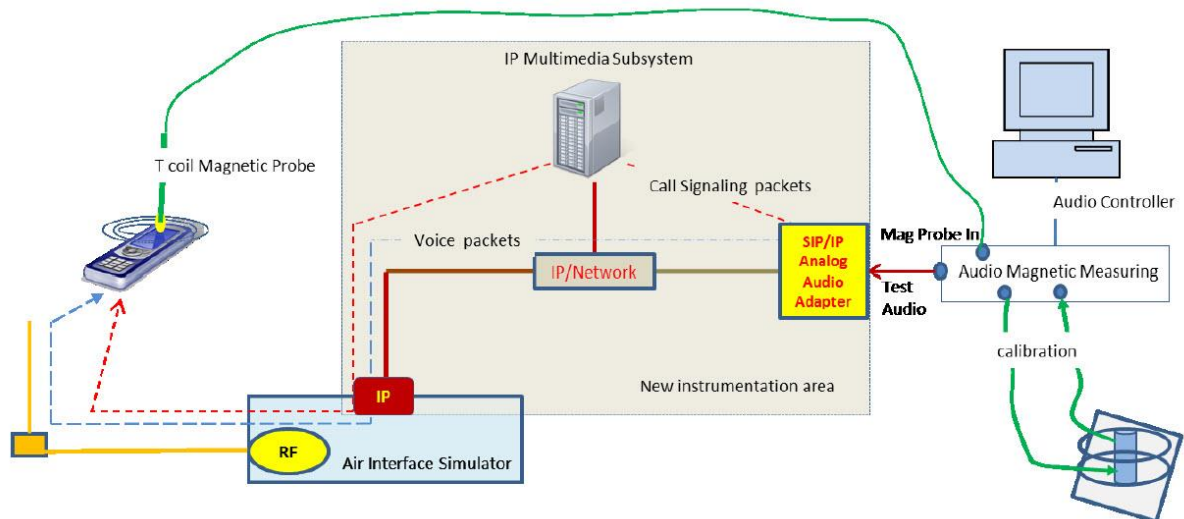 IP Multimedia Subsystem
T coil Magnetic Probe
Call Signaling packets
Audio Controller
Voice packets
Mag Probe In
SIP/IP
Analog
Audio
Adapter
IP/Network
Audio Magnetic Measuring
Test
Audio
calibration
New instrumentation area
IP
RF
Air Interface Simulator